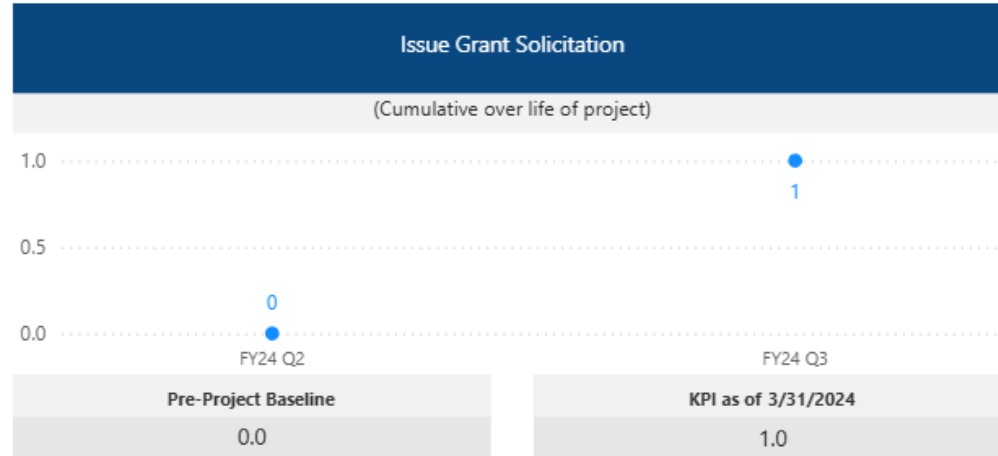 Issue Grant Solicitation
(Cumulative over life of project)
1.0
1
0.5
0
0.0
FY24 Q2 FY24 Q3
Pre-Project Baseline KPI as of 3/31/2024
0.0 1.0